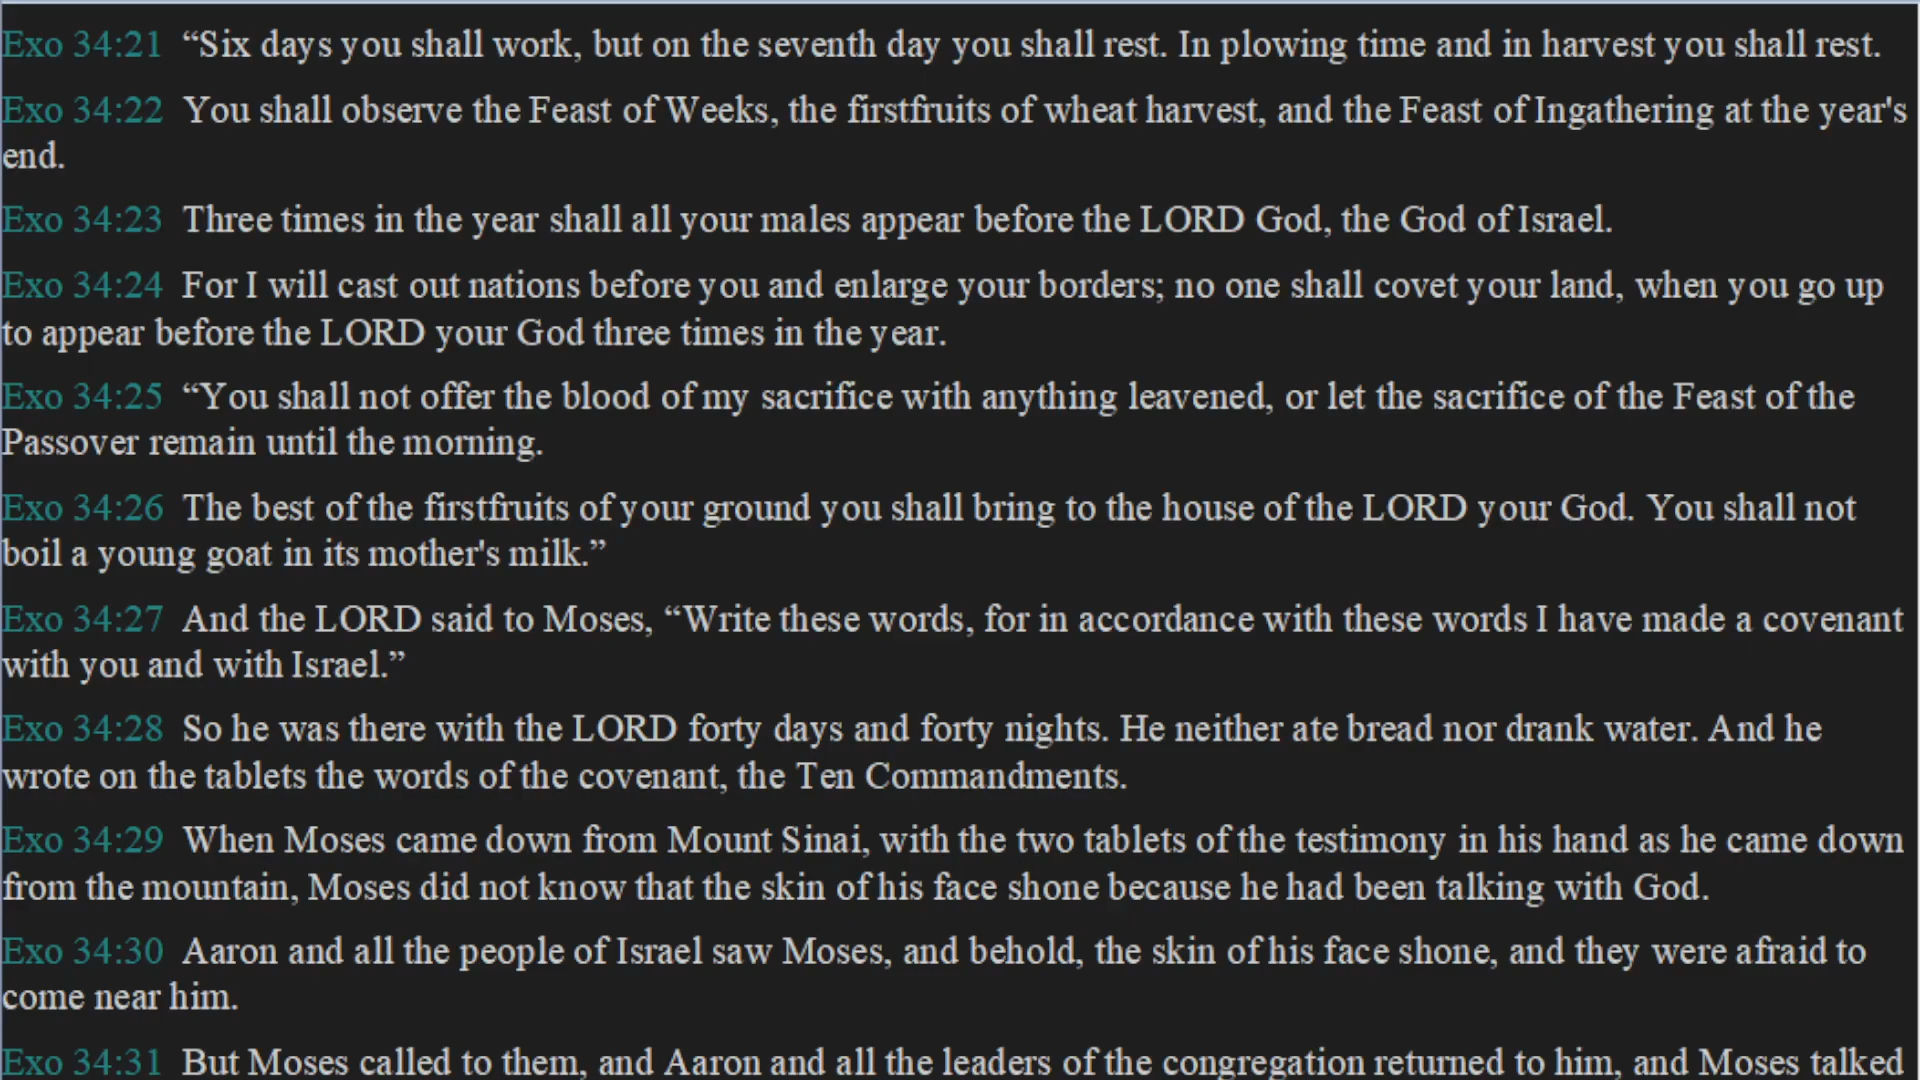 Exo 34:21 “Six days you shall work, but on the seventh day you shall rest. In plowing time and in harvest you shall rest.
Exo 34:22 You shall observe the Feast of Weeks, the firstfruits of wheat harvest, and the Feast of Ingathering at the year's
end.
Exo 34:23 Three times in the year shall all your males appear before the LORD God, the God of Israel.
Exo 34:24 For I will cast out nations before you and enlarge your borders; no one shall covet your land, when you go up
to appear before the LORD your God three times in the year.
Exo 34:25 “You shall not offer the blood of my sacrifice with anything leavened, or let the sacrifice of the Feast of the
Passover remain until the morning.
Exo 34:26 The best of the firstfruits of your ground you shall bring to the house of the LORD your God. You shall not
boil a young goat in its mother's milk.”
Exo 34:27 And the LORD said to Moses, “Write these words, for in accordance with these words I have made a covenant
with you and with Israel.”
Exo 34:28 So he was there with the LORD forty days and forty nights. He neither ate bread nor drank water. And he
wrote on the tablets the words of the covenant, the Ten Commandments.
Exo 34:29 When Moses came down from Mount Sinai, with the two tablets of the testimony in his hand as he came down
from the mountain, Moses did not know that the skin of his face shone because he had been talking with God.
Exo 34:30 Aaron and all the people of Israel saw Moses, and behold, the skin of his face shone, and they were afraid to
come near him.
Exo 34:31 But Moses called to them, and Aaron and all the leaders of the congregation returned to him, and Moses talked